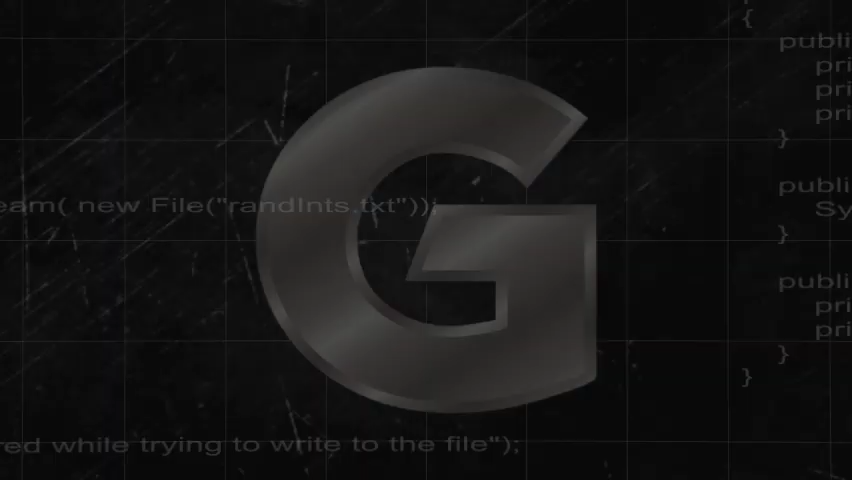 {
publi
pri
pri
pri
}
publi
eam( new File("randInts.txt"));
Sy
}
publi
pri
pri
}
}
red while trying to write to the file");
G